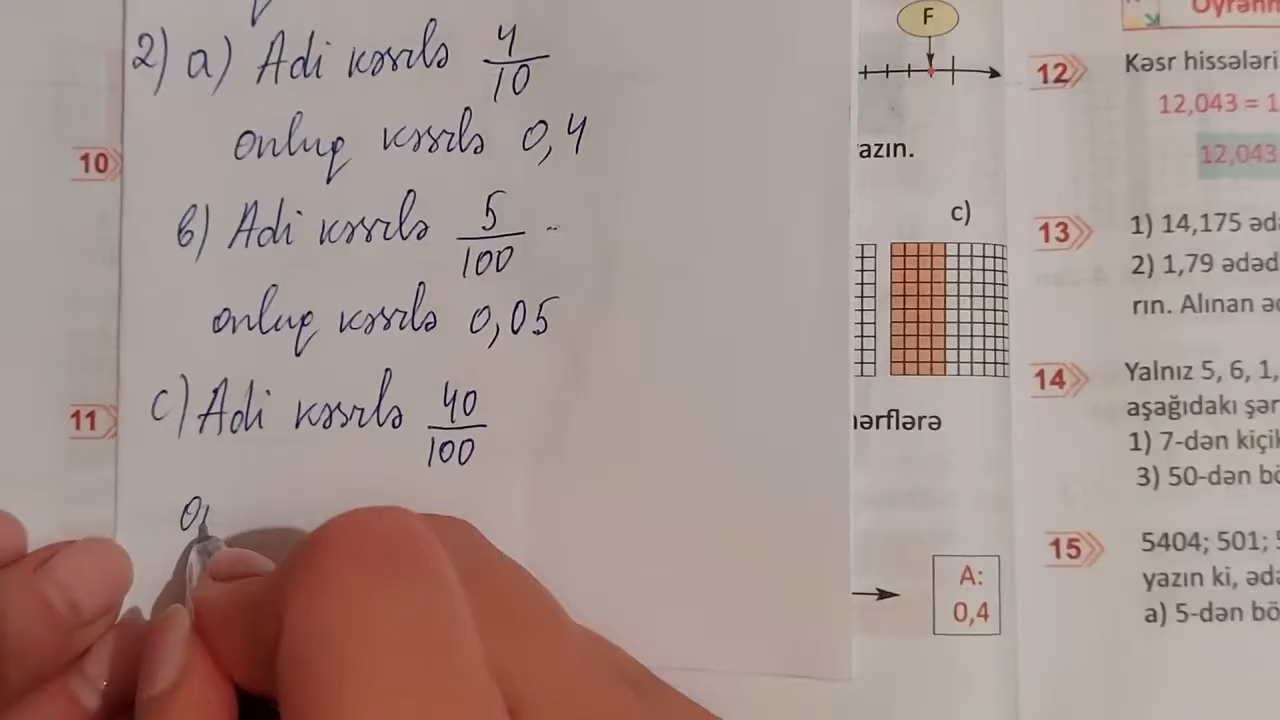 2) a) Adi kəsrlə 4/10
onluq kəsrlə 0,4
b) Adi kəsrlə 5/100
onluq kəsrlə 0,05
c) Adi kəsrlə 40/100
10
11
F
azın.
c)
ərflərə
A:
0,4
12 Kəsr hissələri
12,043 = 1
12,043
13 1) 14,175 əd
2) 1,79 ədəd
rın. Alınan
14 Yalnız 5, 6, 1,
aşağıdakı şər
1) 7-dən kiçik
3) 50-dən bö
15 5404; 501;
yazın ki, əd
a) 5-dən bö